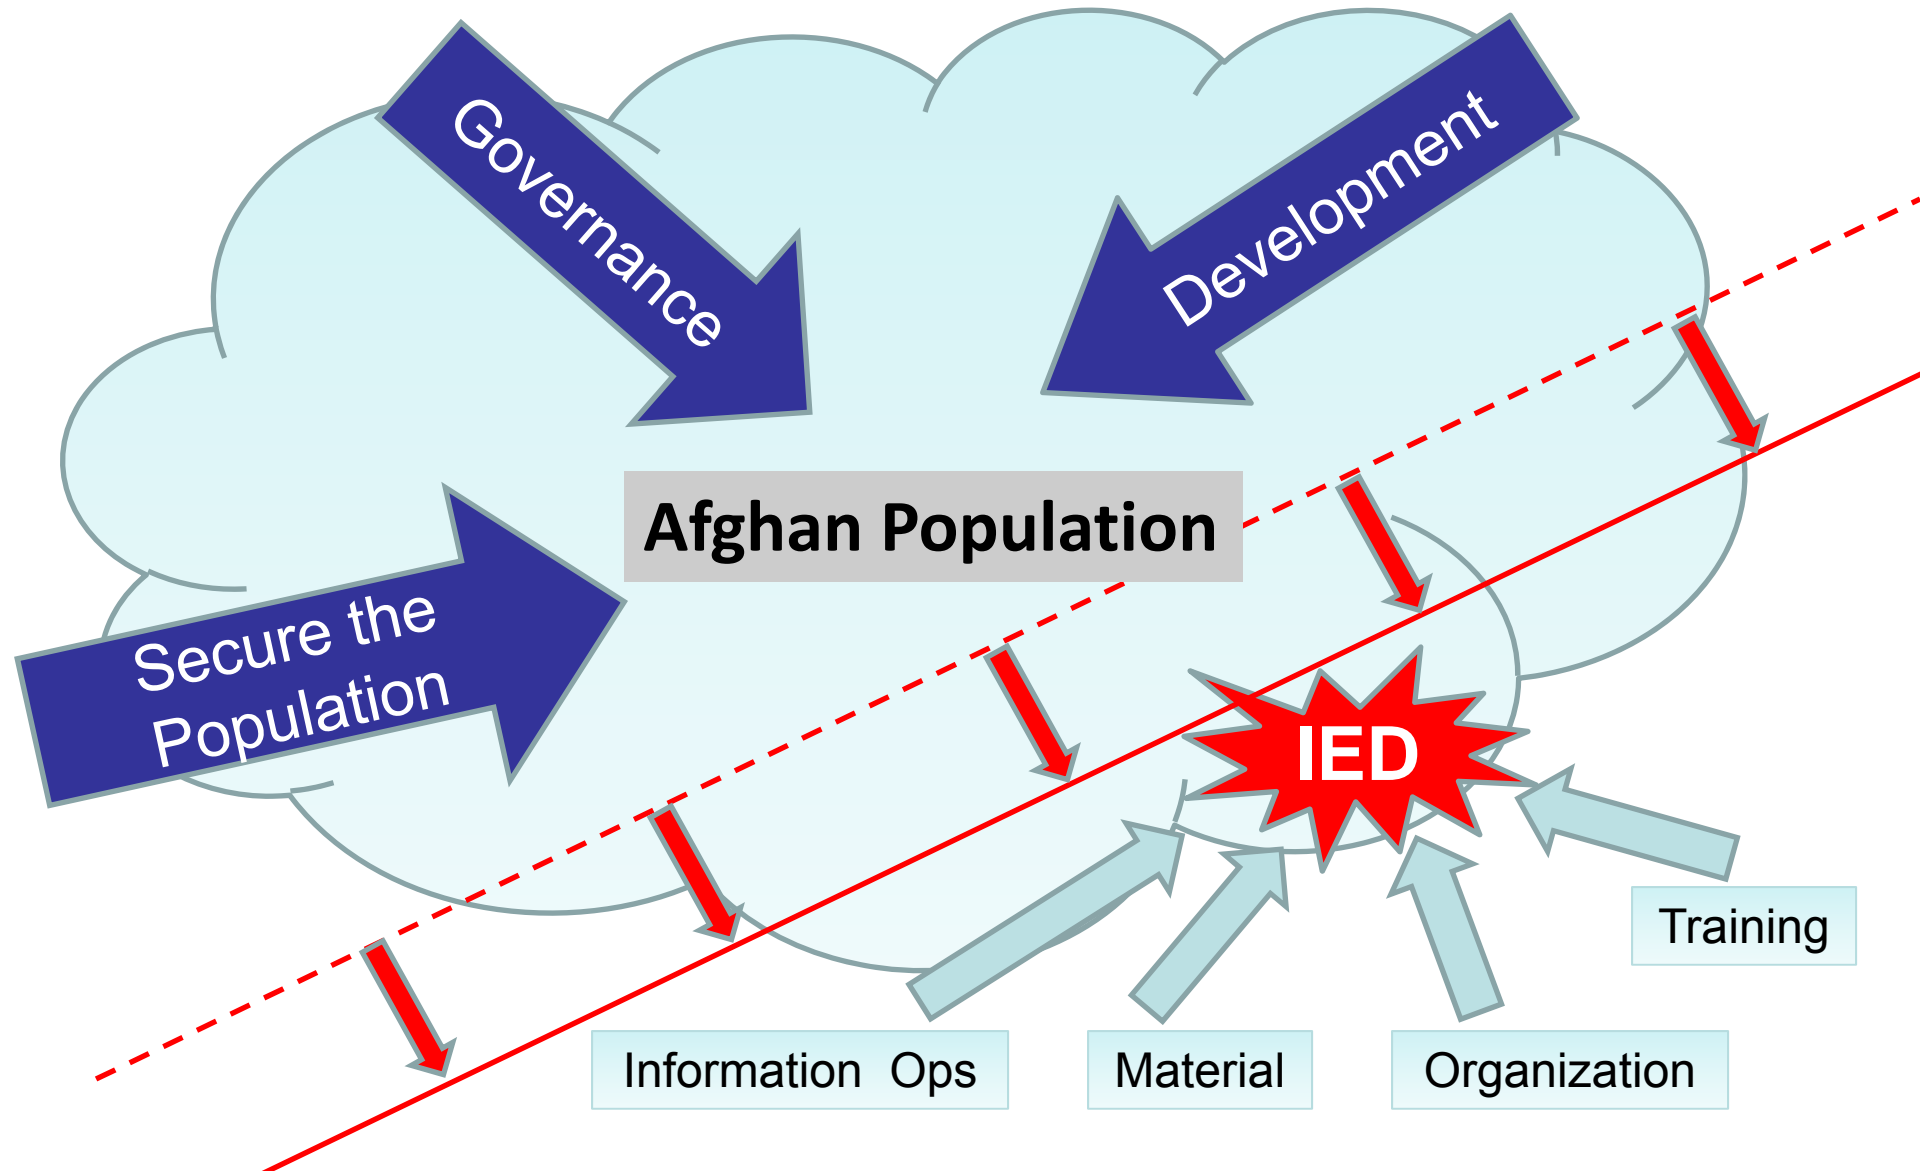 Governance
Development
Afghan Population
Secure the
Population
IED
Training
Information  Ops
Material
Organization